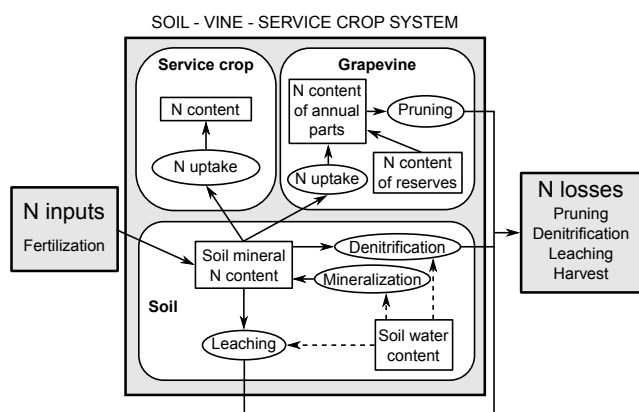 SOIL - VINE - SERVICE CROP SYSTEM
Service crop
N content
N uptake
Grapevine
N content
of annual
parts
Pruning
N uptake
N content
of reserves
N inputs
Fertilization
N losses
Pruning
Denitrification
Leaching
Harvest
Soil mineral
N content
Denitrification
Mineralization
Soil
Leaching
Soil water
content